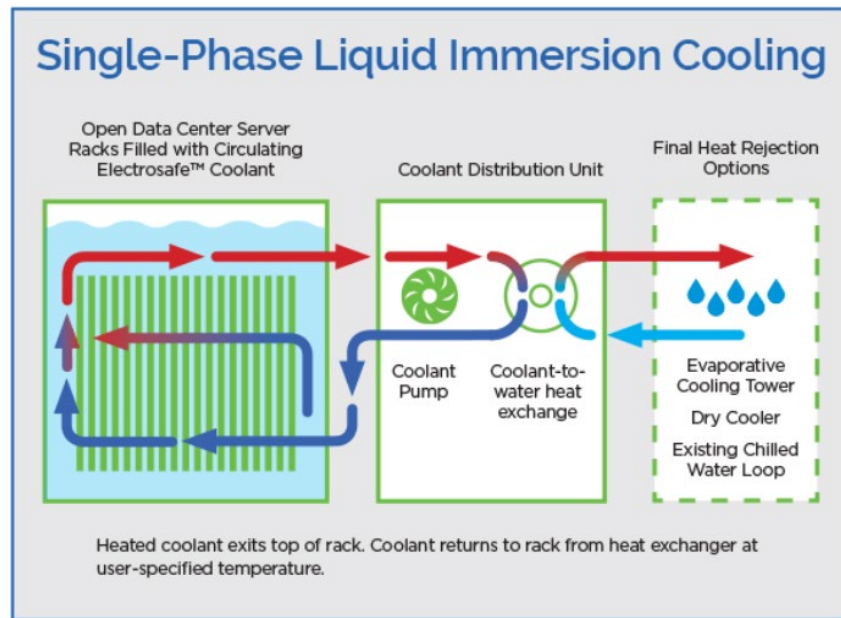 Single-Phase Liquid Immersion Cooling
Open Data Center Server
Racks Filled with Circulating
Electrosafe™ Coolant
Coolant Distribution Unit
Final Heat Rejection
Options
Coolant
Pump
Coolant-to-
water heat
exchange
Evaporative
Cooling Tower
Dry Cooler
Existing Chilled
Water Loop
Heated coolant exits top of rack. Coolant returns to rack from heat exchanger at
user-specified temperature.